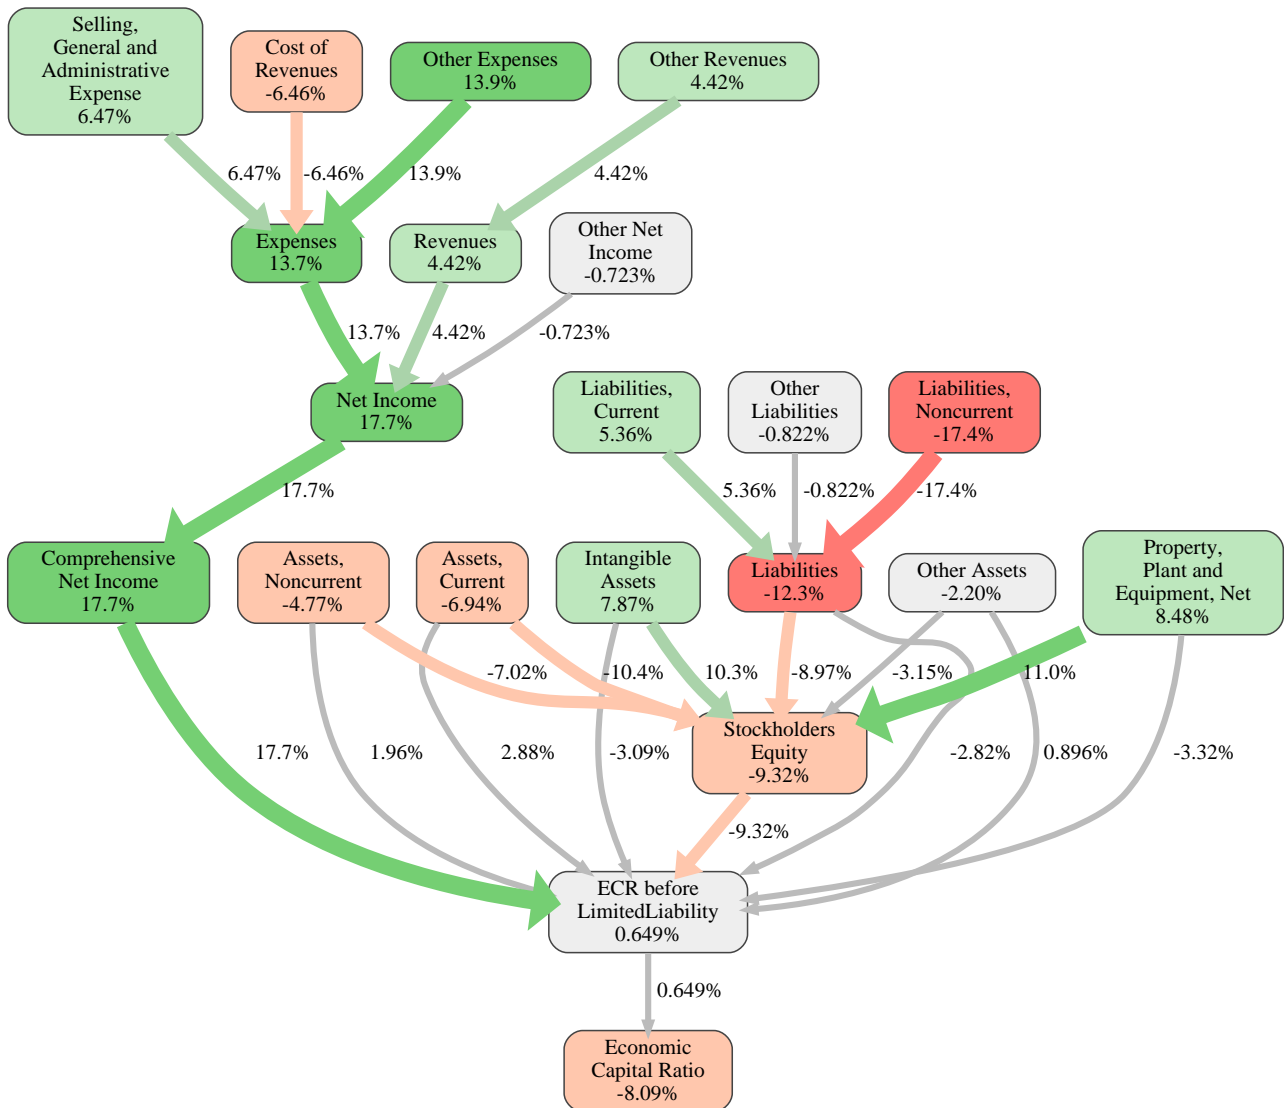 Selling,
General and
Administrative
Expense
6.47%
Cost of
Revenues
-6.46%
Other Expenses
13.9%
Other Revenues
4.42%
6.47%
-6.46%
13.9%
4.42%
Expenses
13.7%
Revenues
4.42%
Other Net
Income
-0.723%
13.7%
4.42%
-0.723%
Net Income
17.7%
Liabilities,
Current
5.36%
Other
Liabilities
-0.822%
Liabilities,
Noncurrent
-17.4%
17.7%
5.36%
-0.822%
-17.4%
Comprehensive
Net Income
17.7%
Assets,
Noncurrent
-4.77%
Assets,
Current
-6.94%
Intangible
Assets
7.87%
Liabilities
-12.3%
Other Assets
-2.20%
Property,
Plant and
Equipment, Net
8.48%
-7.02%
-10.4%
10.3%
-8.97%
-3.15%
11.0%
Stockholders
Equity
-9.32%
17.7%
1.96%
2.88%
-3.09%
-2.82%
0.896%
-3.32%
-9.32%
ECR before
LimitedLiability
0.649%
0.649%
Economic
Capital Ratio
-8.09%